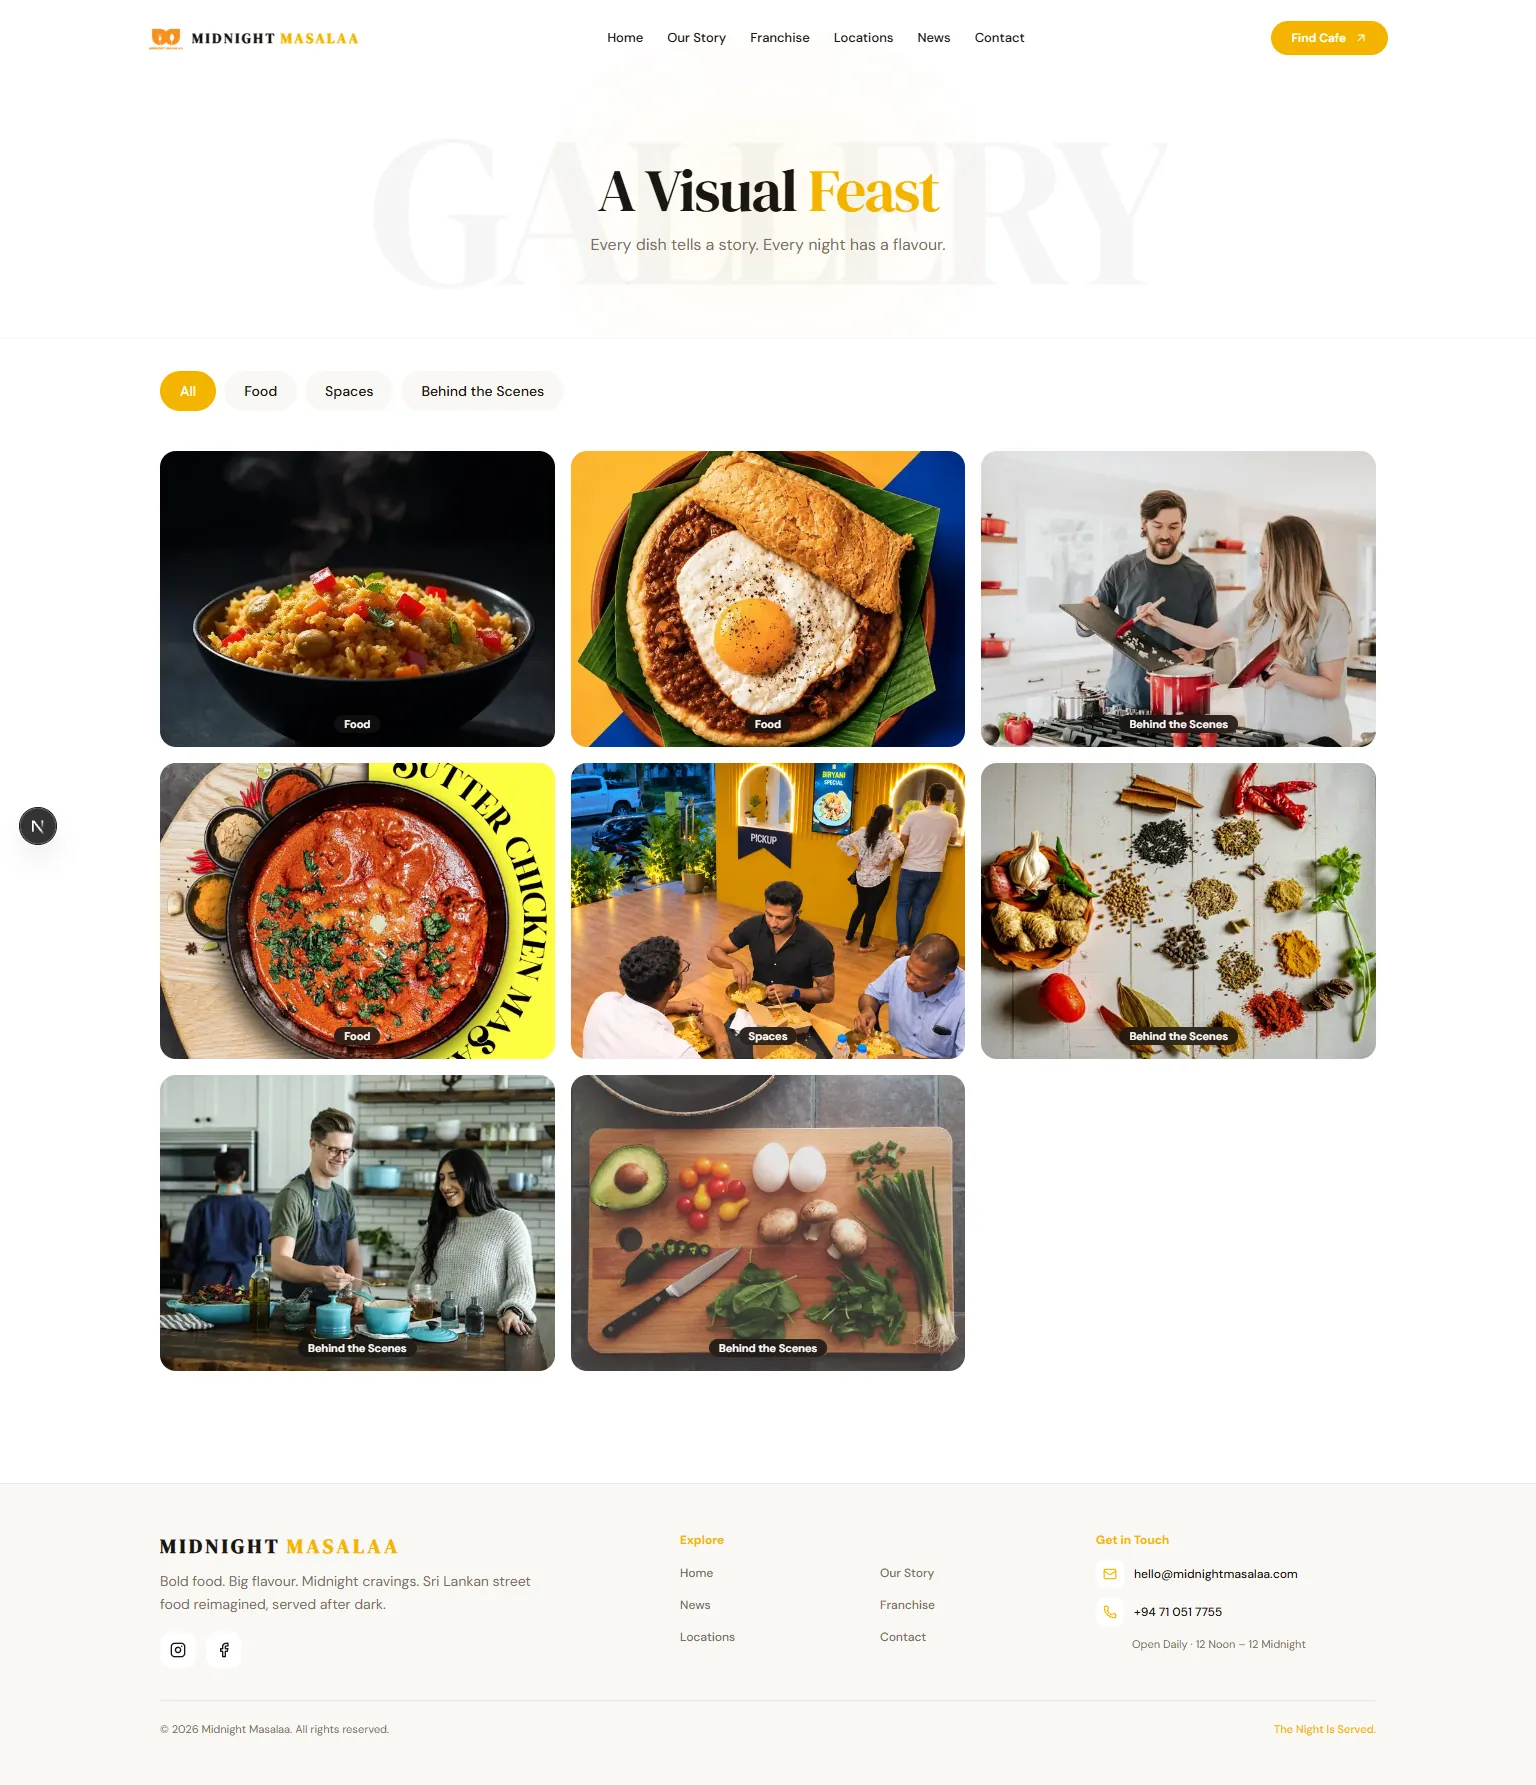 MIDNIGHT MASALAA
Home Our Story Franchise Locations News Contact
Find Cafe
GALLERY
A Visual Feast
Every dish tells a story. Every night has a flavour.
All Food Spaces Behind the Scenes
Food
Food
Behind the Scenes
BUTTER CHICKEN MASA
Food
PICKUP
BIRYANI
SPECIAL
Spaces
Behind the Scenes
Behind the Scenes
Behind the Scenes
N
MIDNIGHT MASALAA
Bold food. Big flavour. Midnight cravings. Sri Lankan street
food reimagined, served after dark.
Explore
Home Our Story
News Franchise
Locations Contact
Get in Touch
hello@midnightmasalaa.com
+94 71 051 7755
Open Daily · 12 Noon – 12 Midnight
© 2026 Midnight Masalaa. All rights reserved.
The Night Is Served.